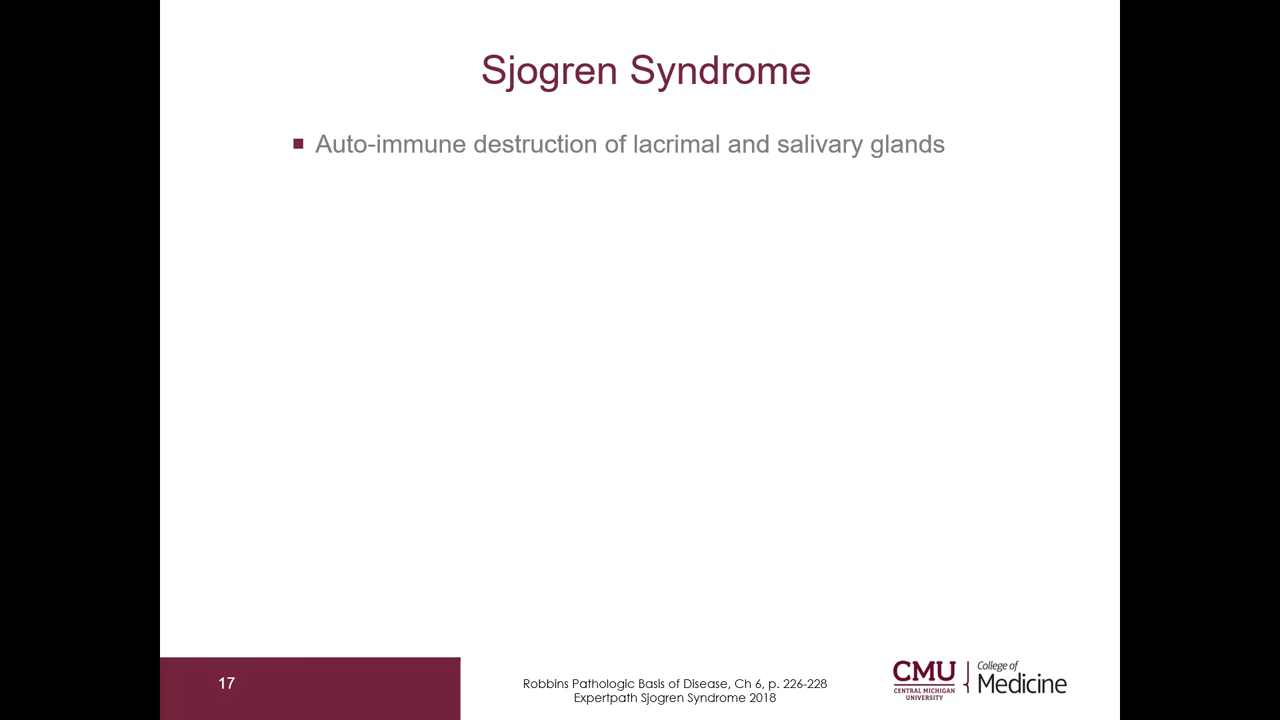 Sjogren Syndrome
Auto-immune destruction of lacrimal and salivary glands
17
Robbins Pathologic Basis of Disease, Ch 6, p. 226-228
Expertpath Sjogren Syndrome 2018
CMU
CENTRAL MICHIGAN
UNIVERSITY
College of
Medicine